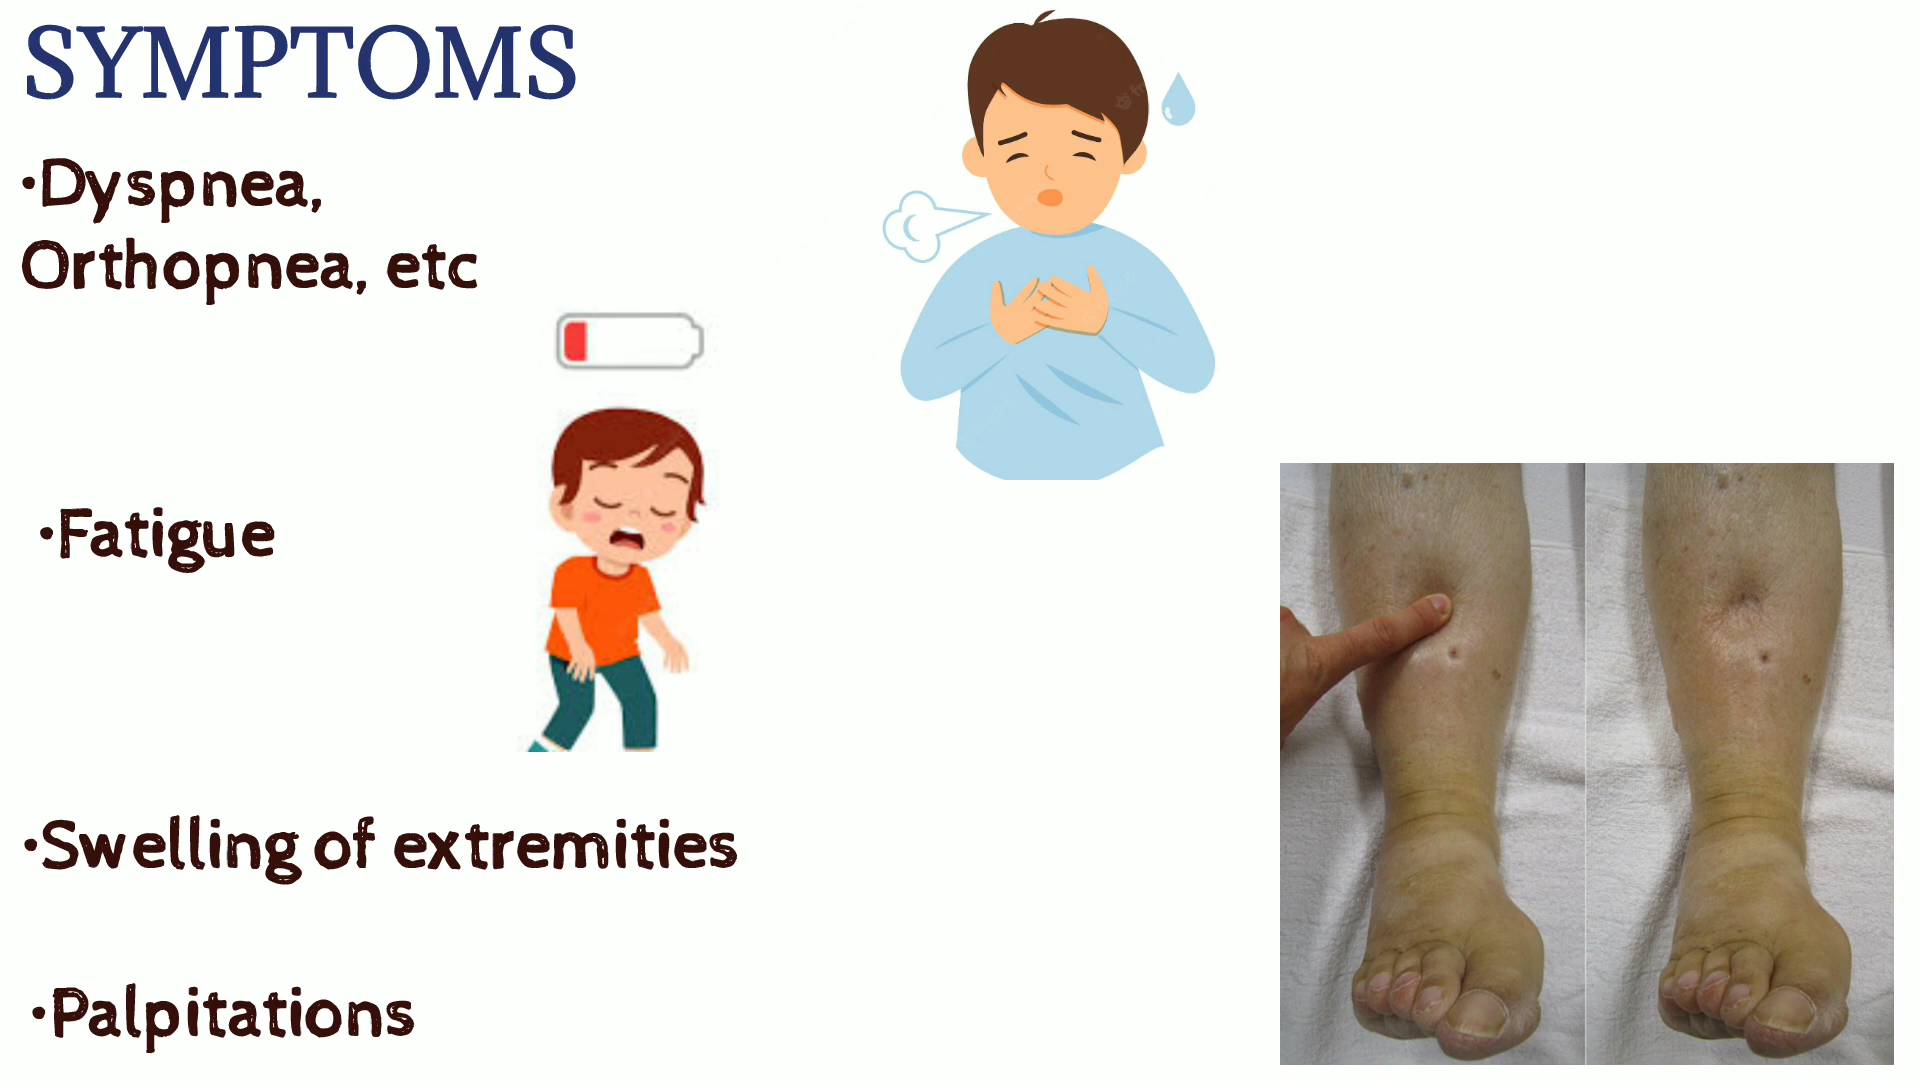 SYMPTOMS
•Dyspnea,
Orthopnea, etc
•Fatigue
•Swelling of extremities
•Palpitations